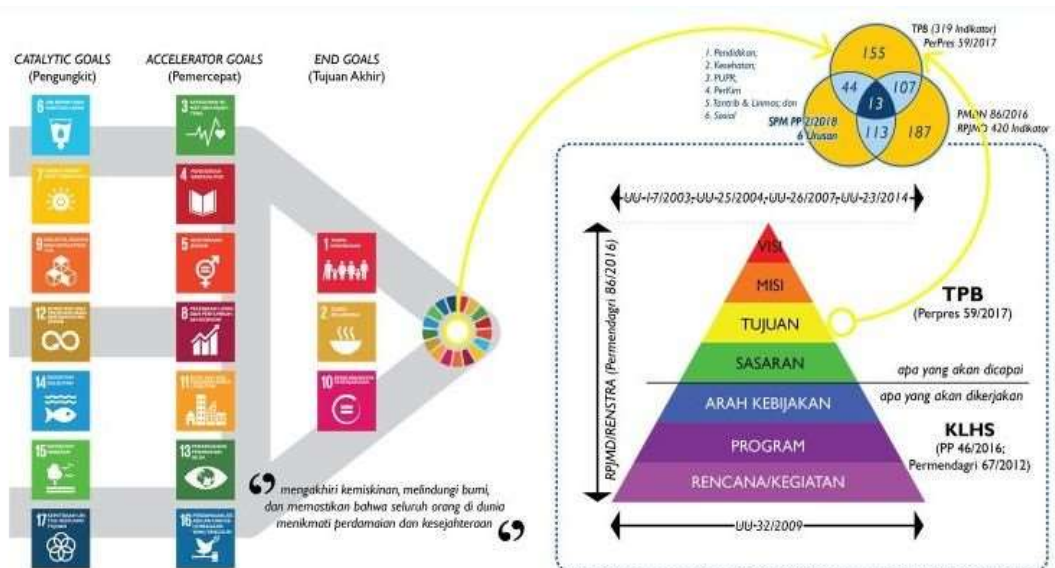 CATALYTIC GOALS
(Pengungkit)
6
7
9
12
14
15
17
ACCELERATOR GOALS
(Pemercepat)
3
4
5
8
11
13
16
END GOALS
(Tujuan Akhir)
1
2
10
“ mengakhiri kemiskinan, melindungi bumi,
dan memastikan bahwa seluruh orang di dunia
menikmati perdamaian dan kesejahteraan ”
1. Pendidikan;
2. Kesehatan;
3. PUPR;
4. PerKim
5. Tantrib & Linmas; dan
6. Sosial
SPM PP 2/2018
6 Urusan
TPB (319 Indikator)
PerPres 59/2017
155
44
107
13
113
187
PMDN 86/2016
RPJMD 420 Indikator
UU-17/2003;-UU-25/2004;-UU-26/2007;-UU-23/2014
RPJMD/RENSTRA (Permendagri 86/2016)
VISI
MISI
TUJUAN
SASARAN
ARAH KEBIJAKAN
PROGRAM
RENCANA/KEGIATAN
TPB
(Perpres 59/2017)
apa yang akan dicapai
apa yang akan dikerjakan
KLHS
(PP 46/2016;
Permendagri 67/2012)
UU-32/2009